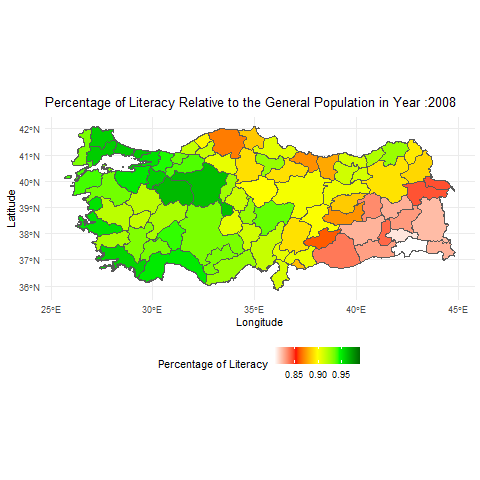 Percentage of Literacy Relative to the General Population in Year :2008
42°N
41°N
40°N
39°N
38°N
37°N
36°N
Latitude
25°E 30°E 35°E 40°E 45°E
Longitude
Percentage of Literacy
0.85 0.90 0.95